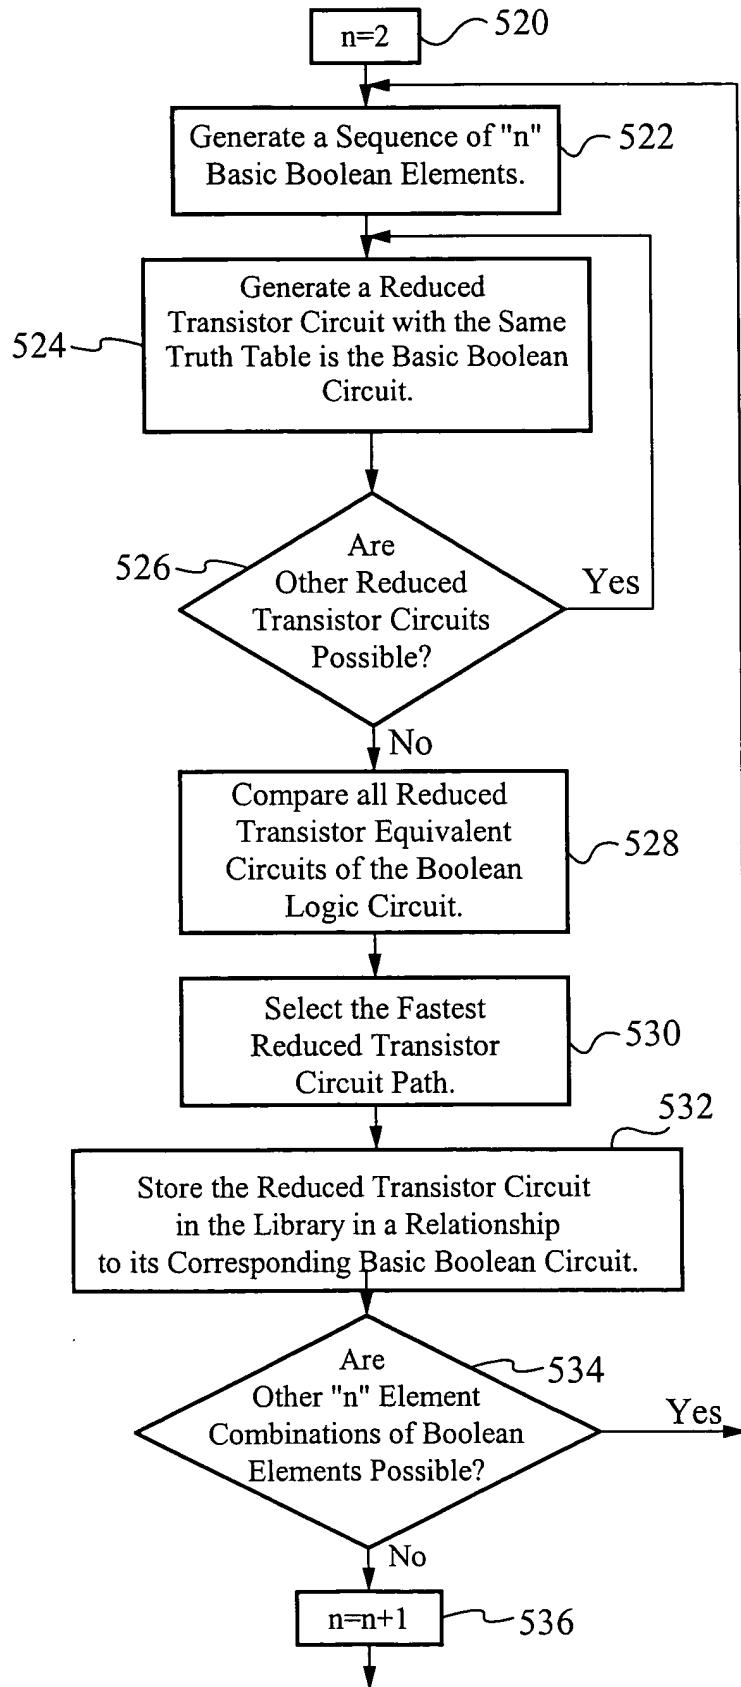 n=2
520
Generate a Sequence of "n"
Basic Boolean Elements.
522
Generate a Reduced
Transistor Circuit with the Same
Truth Table is the Basic Boolean
Circuit.
524
Are
Other Reduced
Transistor Circuits
Possible?
526
Yes
No
Compare all Reduced
Transistor Equivalent
Circuits of the Boolean
Logic Circuit.
528
Select the Fastest
Reduced Transistor
Circuit Path.
530
532
Store the Reduced Transistor Circuit
in the Library in a Relationship
to its Corresponding Basic Boolean Circuit.
Are
Other "n" Element
Combinations of Boolean
Elements Possible?
534
Yes
No
n=n+1
536